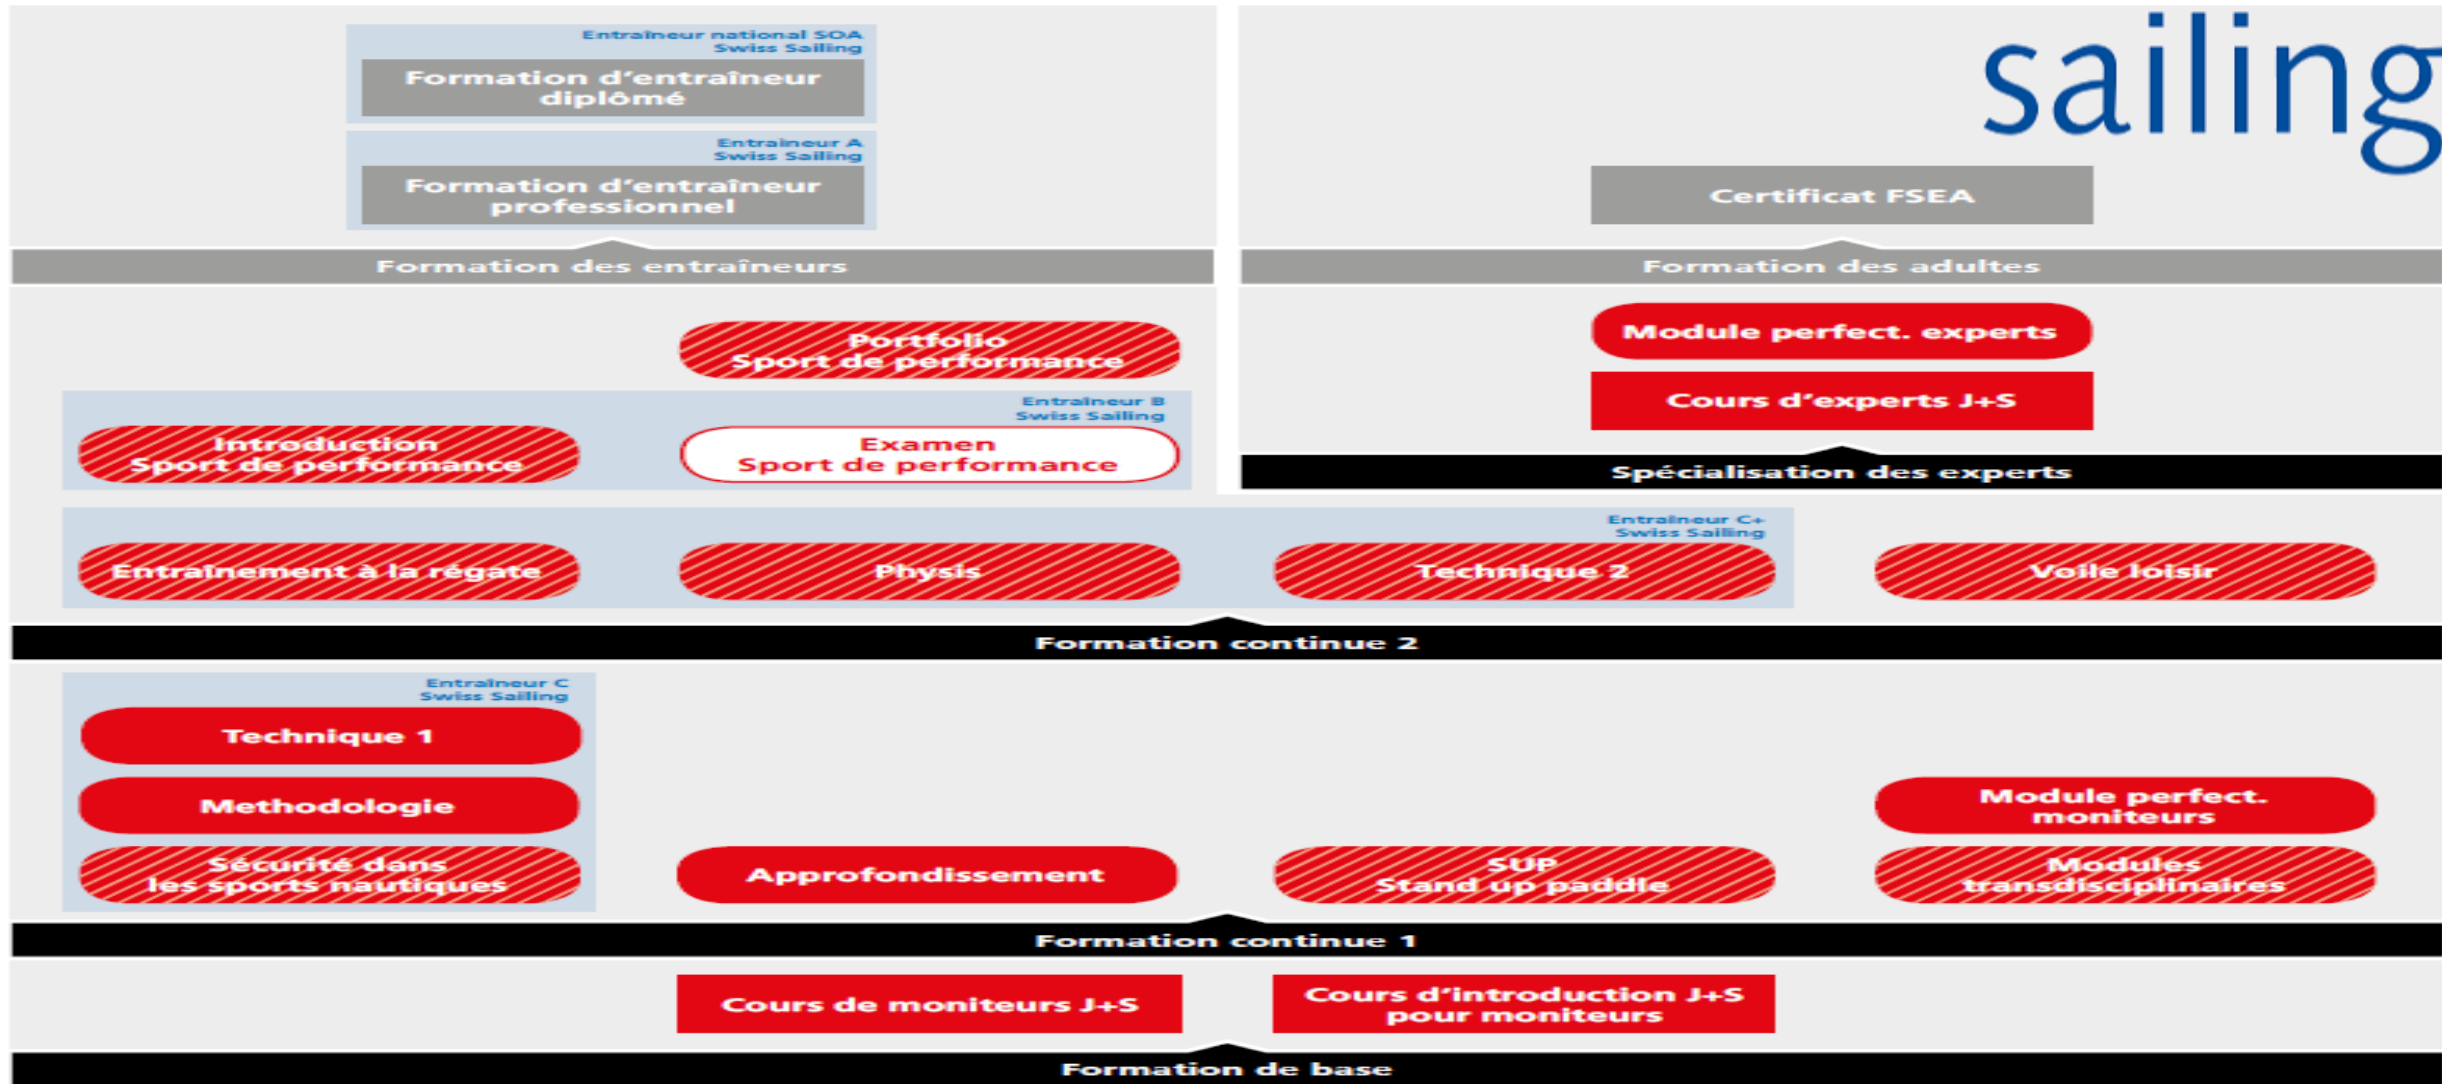 sailing
Entraîneur national SOA
Swiss Sailing
Formation d'entraîneur
diplômé
Entraîneur A
Swiss Sailing
Formation d'entraîneur
professionnel
Certificat FSEA
Formation des entraîneurs
Formation des adultes
Portfolio
Sport de performance
Module perfect. experts
Cours d'experts J+S
Entraîneur B
Swiss Sailing
Introduction
Sport de performance
Examen
Sport de performance
Spécialisation des experts
Entraîneur C+
Swiss Sailing
Entraînement à la régate
Physis
Technique 2
Voile loisir
Formation continue 2
Entraîneur C
Swiss Sailing
Technique 1
Methodologie
Module perfect.
moniteurs
Sécurité dans
les sports nautiques
Approfondissement
SUP
Stand up paddle
Modules
transdisciplinaires
Formation continue 1
Cours de moniteurs J+S
Cours d'introduction J+S
pour moniteurs
Formation de base